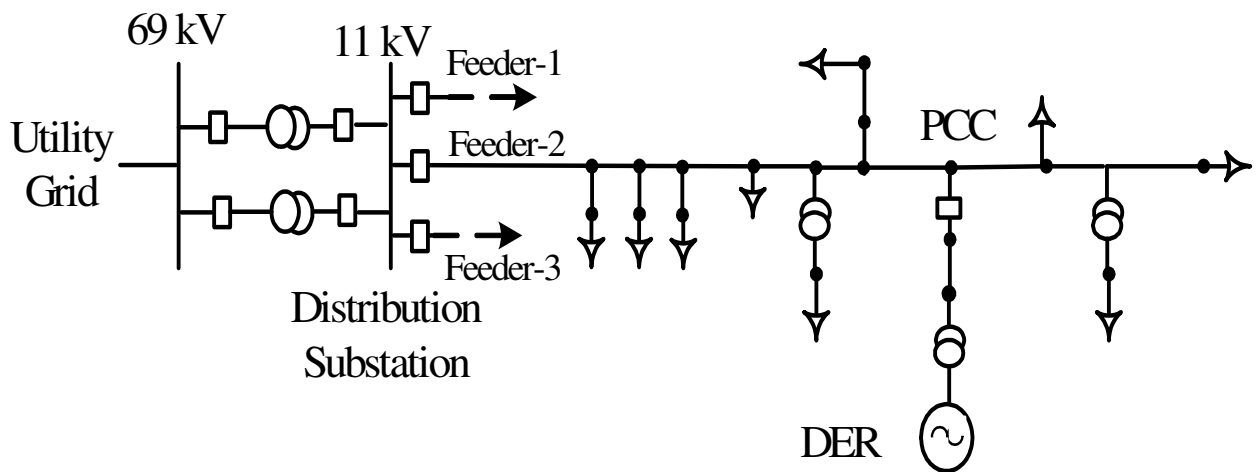 69 kV
11 kV
Feeder-1
Utility
Grid
Feeder-2
PCC
Feeder-3
Distribution
Substation
DER